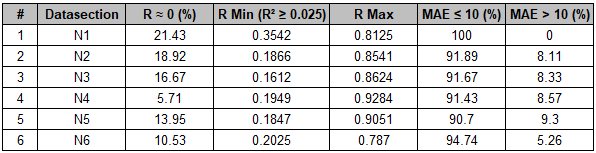 # Datasection R ≈ 0 (%) R Min (R² ≥ 0.025) R Max MAE ≤ 10 (%) MAE > 10 (%)
1 N1 21.43 0.3542 0.8125 100 0
2 N2 18.92 0.1866 0.8541 91.89 8.11
3 N3 16.67 0.1612 0.8624 91.67 8.33
4 N4 5.71 0.1949 0.9284 91.43 8.57
5 N5 13.95 0.1847 0.9051 90.7 9.3
6 N6 10.53 0.2025 0.787 94.74 5.26